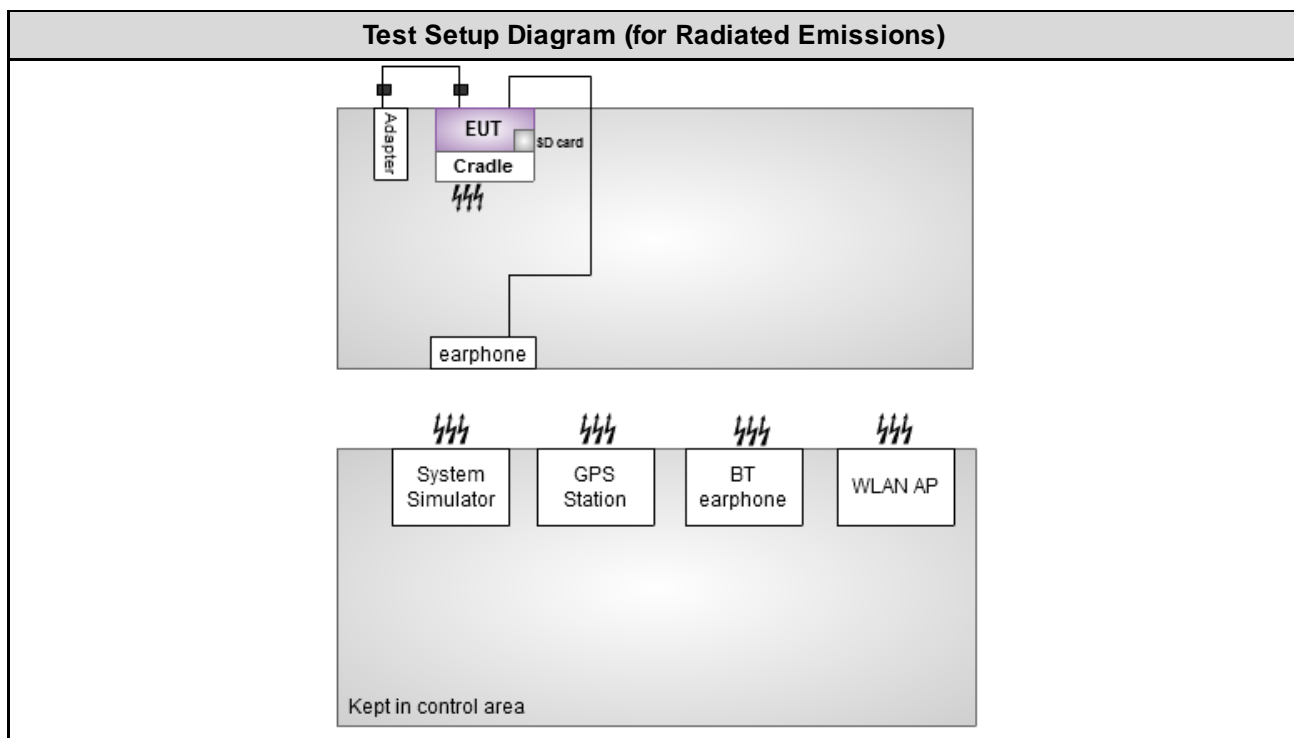 Test Setup Diagram (for Radiated Emissions)
Adapter
EUT
SD card
Cradle
earphone
System
Simulator
GPS
Station
BT
earphone
WLAN AP
Kept in control area